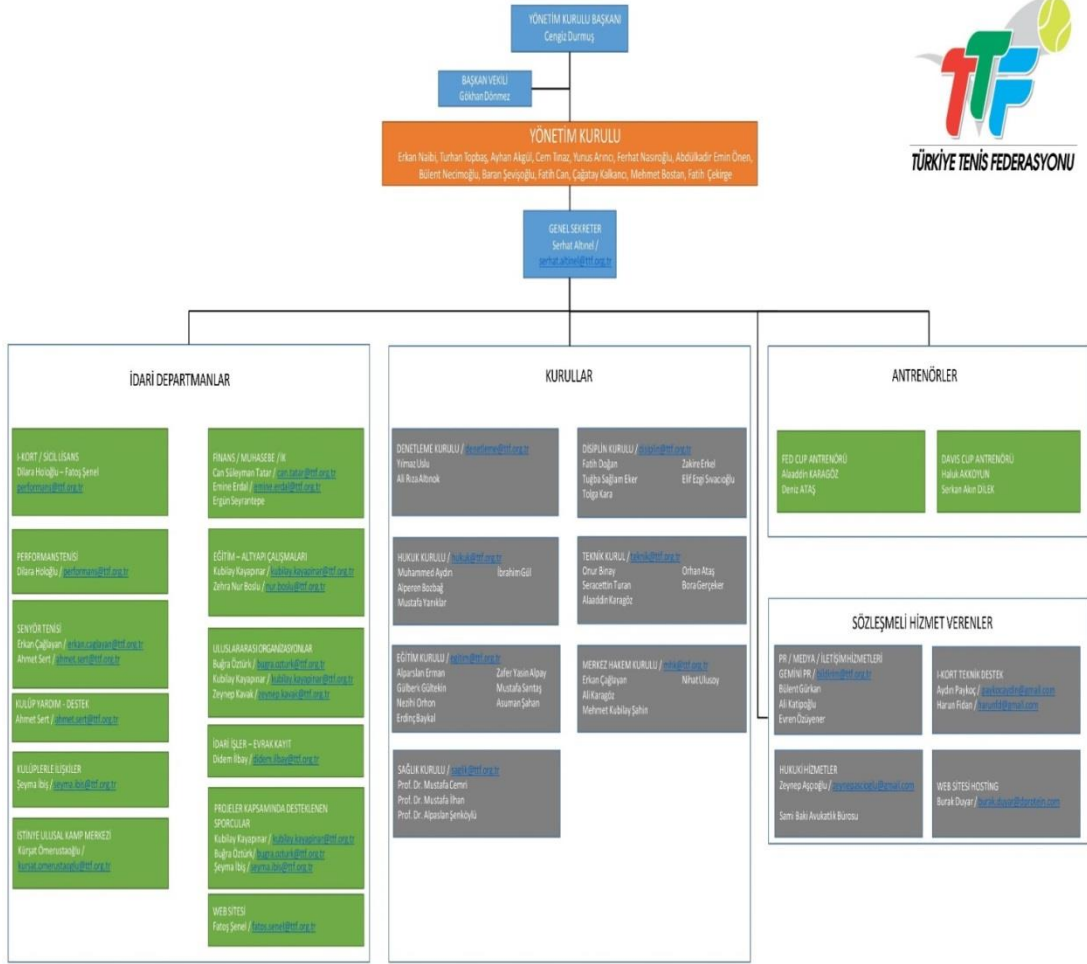 YÖNETİM KURULU BAŞKANI
Cengiz Durmuş
BAŞKAN VEKİLİ
Gökhan Dönmez
YÖNETİM KURULU
Erkan Naibi, Turhan Topbaş, Ayhan Akgül, Cem Tınaz, Yunus Arıncı, Ferhat Nasıroğlu, Abdülkadir Emin Önen,
Bülent Necimoğlu, Baran Şevişoğlu, Fatih Can, Çağatay Kalkancı, Mehmet Bostan, Fatih Çekirge
GENEL SEKRETER
Serhat Altınel /
serhat.altinel@ttf.org.tr
TTF
TÜRKİYE TENİS FEDERASYONU
İDARİ DEPARTMANLAR
I-KORT / SİCİL LİSANS
Dilara Holoğlu – Fatoş Şenel
performans@ttf.org.tr
PERFORMANS TENİSİ
Dilara Holoğlu / performans@ttf.org.tr
SENYÖR TENİSİ
Erkan Çağlayan / erkan.caglayan@ttf.org.tr
Ahmet Sert / ahmet.sert@ttf.org.tr
KULÜP YARDIM - DESTEK
Ahmet Sert / ahmet.sert@ttf.org.tr
KULÜPLERLE İLİŞKİLER
Şeyma İbiş / seyma.ibis@ttf.org.tr
İSTİNYE ULUSAL KAMP MERKEZİ
Kürşat Ömerustaoğlu /
kursat.omerustaoglu@ttf.org.tr
FİNANS / MUHASEBE / İK
Can Süleyman Tatar / can.tatar@ttf.org.tr
Emine Erdal / emine.erdal@ttf.org.tr
Ergün Seyrantepe
EĞİTİM – ALTYAPI ÇALIŞMALARI
Kubilay Kayapınar / kubilay.kayapinar@ttf.org.tr
Zehra Nur Boslu / nur.boslu@ttf.org.tr
ULUSLARARASI ORGANİZASYONLAR
Buğra Öztürk / bugra.ozturk@ttf.org.tr
Kubilay Kayapınar / kubilay.kayapinar@ttf.org.tr
Zeynep Kavak / zeynep.kavak@ttf.org.tr
İDARİ İŞLER – EVRAK KAYIT
Didem İlbay / didem.ilbay@ttf.org.tr
PROJELER KAPSAMINDA DESTEKLENEN
SPORCULAR
Kubilay Kayapınar / kubilay.kayapinar@ttf.org.tr
Buğra Öztürk/ bugra.ozturk@ttf.org.tr
Şeyma İbiş / seyma.ibis@ttf.org.tr
WEB SİTESİ
Fatoş Şenel / fatos.senel@ttf.org.tr
KURULLAR
DENETLEME KURULU / denetleme@ttf.org.tr
Yılmaz Uslu
Ali Rıza Altınok
DİSİPLİN KURULU / disiplin@ttf.org.tr
Fatih Doğan Zakire Erkel
Tuğba Sağlam Eker Elif Ezgi Sıvacıoğlu
Tolga Kara
HUKUK KURULU / hukuk@ttf.org.tr
Muhammed Aydın İbrahim Gül
Alperen Bozbağ
Mustafa Yanıklar
TEKNİK KURUL / teknik@ttf.org.tr
Onur Binay Orhan Ataş
Seracettin Turan Bora Gerçeker
Alaaddin Karagöz
EĞİTİM KURULU / egitim@ttf.org.tr
Alparslan Erman Zafer Yasin Alpay
Gülberk Gültekin Mustafa Santaş
Nezihi Orhon Asuman Şahan
Erdinç Baykal
MERKEZ HAKEM KURULU / mhk@ttf.org.tr
Erkan Çağlayan Nihat Ulusoy
Ali Karagöz
Mehmet Kubilay Şahin
SAĞLIK KURULU / saglik@ttf.org.tr
Prof. Dr. Mustafa Cemri
Prof. Dr. Mustafa İlhan
Prof. Dr. Alpaslan Şenköylü
ANTRENÖRLER
FED CUP ANTRENÖRÜ
Alaaddin KARAGÖZ
Deniz ATAŞ
DAVIS CUP ANTRENÖRÜ
Haluk AKKOYUN
Serkan Akın DİLEK
SÖZLEŞMELİ HİZMET VERENLER
PR / MEDYA / İLETİŞİM HİZMETLERİ
GEMİNİ PR / bildirim@ttf.org.tr
Bülent Gürkan
Ali Katipoğlu
Evren Özüyener
I-KORT TEKNİK DESTEK
Aydın Paykoç / paykocaydin@gmail.com
Harun Fidan / harunfd@gmail.com
HUKUKİ HİZMETLER
Zeynep Aşçıoğlu / zeynepascioglu@gmail.com
Sami Baki Avukatlık Bürosu
WEB SİTESİ HOSTING
Burak Duyar /